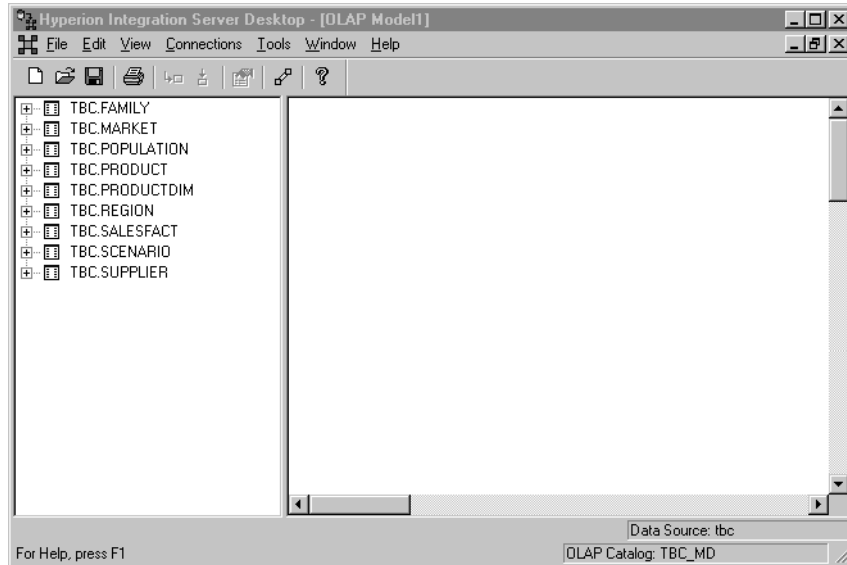 Hyperion Integration Server Desktop - [OLAP Model1]
File Edit View Connections Tools Window Help
TBC.FAMILY
TBC.MARKET
TBC.POPULATION
TBC.PRODUCT
TBC.PRODUCTDIM
TBC.REGION
TBC.SALESFACT
TBC.SCENARIO
TBC.SUPPLIER
Data Source: tbc
For Help, press F1
OLAP Catalog: TBC_MD